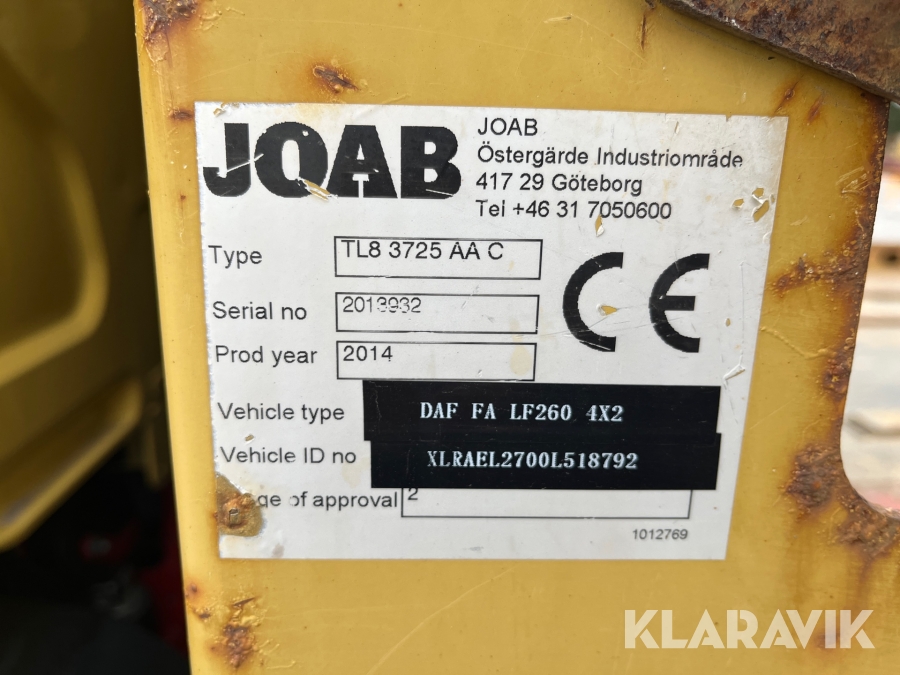 JOAB
JOAB
Östergärde Industriområde
417 29 Göteborg
Tel +46 31 7050600
Type TL8 3725 AA C
Serial no 2013932
Prod year 2014
CE
Vehicle type DAF FA LF260 4X2
Vehicle ID no XLRAEL2700L518792
of approval 2
1012769
KLARAVIK